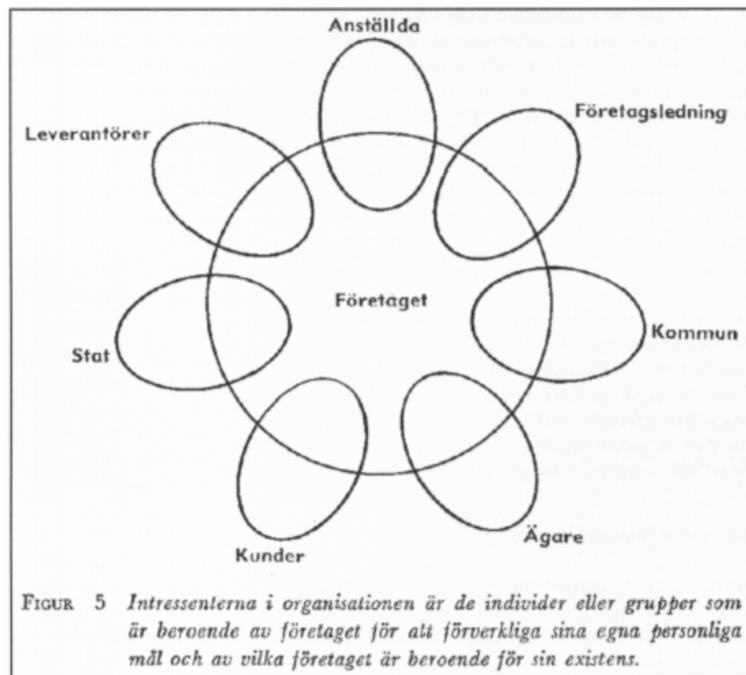 Anställda
Företagsledning
Leverantörer
Företaget
Kommun
Stat
Ägare
Kunder
FIGUR 5 Intressenterna i organisationen är de individer eller grupper som
är beroende av företaget för att förverkliga sina egna personliga
mål och av vilka företaget är beroende för sin existens.